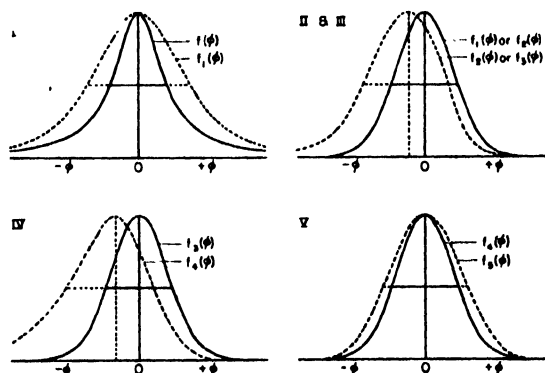 I
f(φ)
f₁(φ)
-φ 0 +φ
II & III
f₁(φ) or f₂(φ)
f₂(φ) or f₃(φ)
-φ 0 +φ
IV
f₃(φ)
f₄(φ)
-φ 0 +φ
V
f₄(φ)
f₅(φ)
-φ 0 +φ